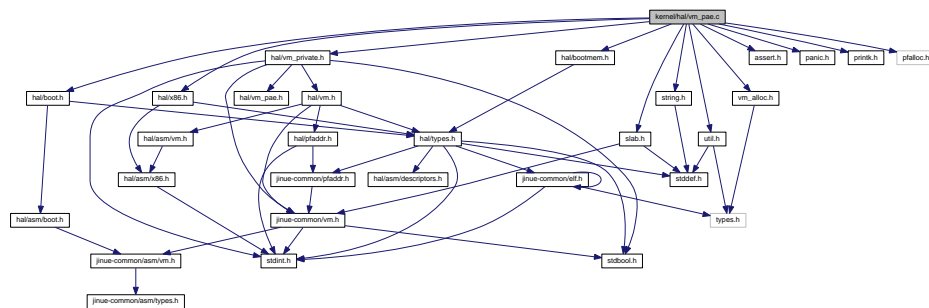 kernel/hal/vm_pae.c
hal/vm_private.h
hal/bootmem.h
assert.h
panic.h
printk.h
pfalloc.h
hal/boot.h
hal/x86.h
hal/vm_pae.h
hal/vm.h
string.h
vm_alloc.h
hal/asm/vm.h
hal/pfaddr.h
hal/types.h
slab.h
util.h
hal/asm/x86.h
jinue-common/pfaddr.h
hal/asm/descriptors.h
jinue-common/elf.h
stddef.h
hal/asm/boot.h
jinue-common/vm.h
types.h
jinue-common/asm/vm.h
stdint.h
stdbool.h
jinue-common/asm/types.h